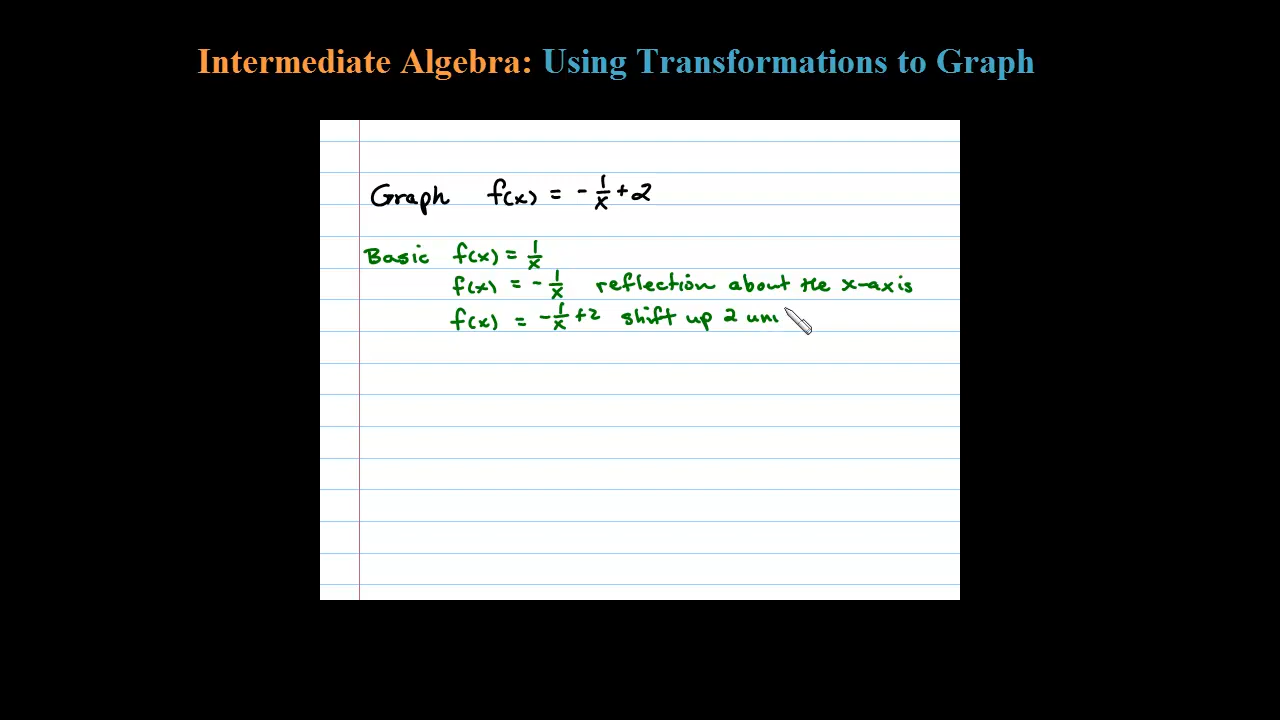 Intermediate Algebra: Using Transformations to Graph
Graph f(x) = - 1/x + 2
Basic f(x) = 1/x
f(x) = - 1/x reflection about the x-axis
f(x) = - 1/x + 2 shift up 2 uni